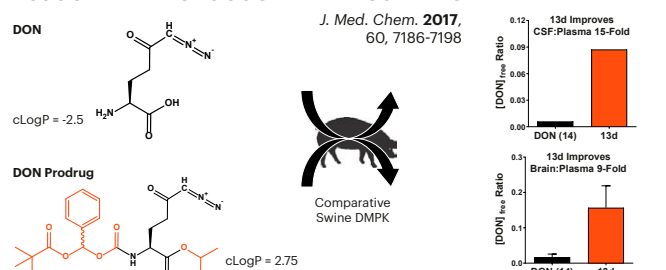 DON
H
N+
N-
O
OH
H2N
O
cLogP = -2.5
J. Med. Chem. 2017,
60, 7186-7198
Comparative
Swine DMPK
0.12
0.09
0.06
0.03
0.00
[DON] free Ratio
13d Improves
CSF:Plasma 15-Fold
DON (14)
13d
DON Prodrug
H
N+
N-
O
O
O
O
O
O
N
H
cLogP = 2.75
0.3
0.2
0.1
0.0
[DON] free Ratio
13d Improves
Brain:Plasma 9-Fold